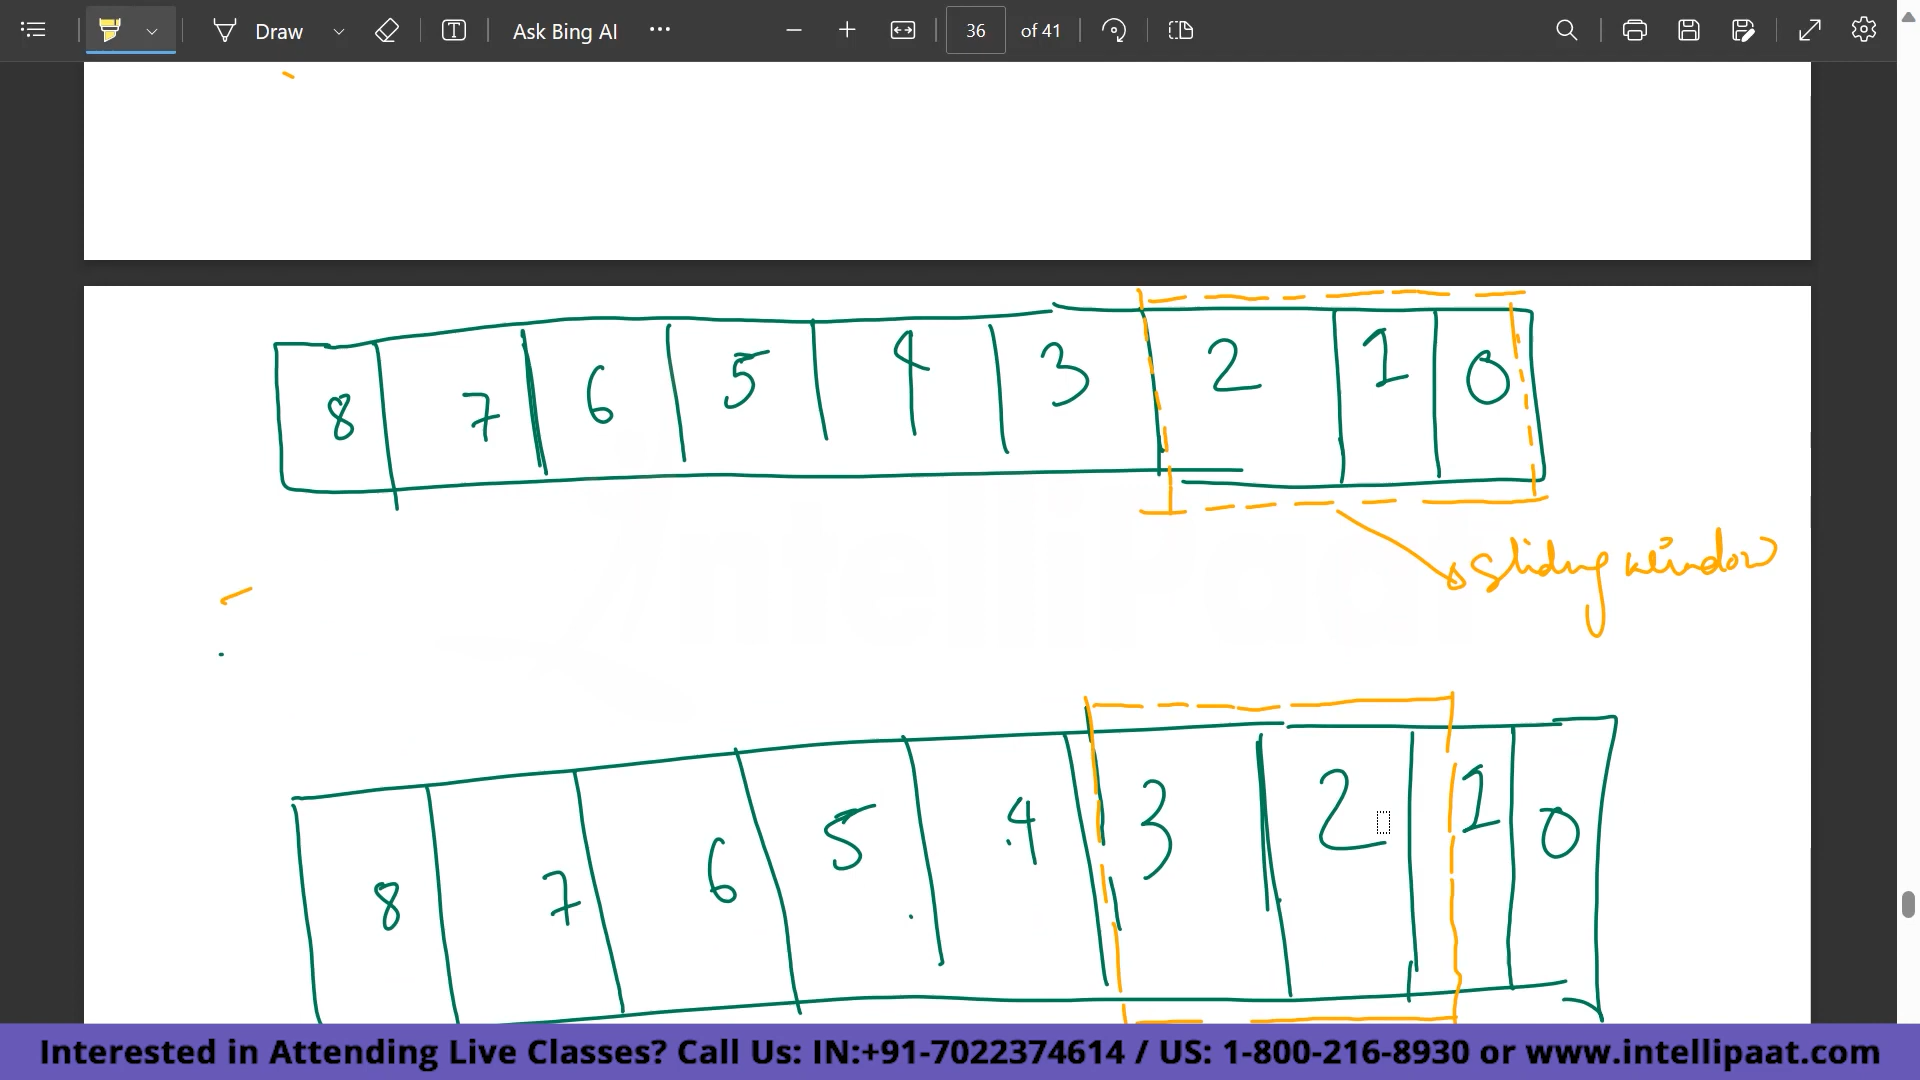 Draw
Ask Bing AI
36 of 41
8 7 6 5 4 3 2 1 0
sliding window
IntelliPaat
8 7 6 5 4 3 2 1 0
Interested in Attending Live Classes? Call Us: IN:+91-7022374614 / US: 1-800-216-8930 or www.intellipaat.com